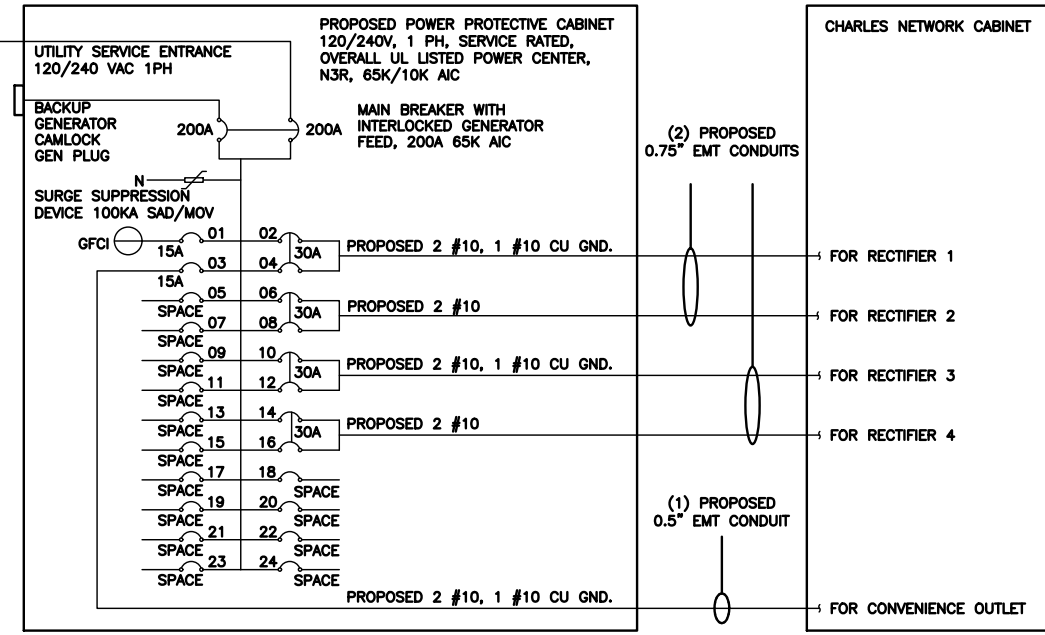 PROPOSED POWER PROTECTIVE CABINET
120/240V, 1 PH, SERVICE RATED,
OVERALL UL LISTED POWER CENTER,
N3R, 65K/10K AIC
CHARLES NETWORK CABINET
UTILITY SERVICE ENTRANCE
120/240 VAC 1PH
BACKUP
GENERATOR
CAMLOCK
GEN PLUG
200A
200A
MAIN BREAKER WITH
INTERLOCKED GENERATOR
FEED, 200A 65K AIC
(2) PROPOSED
0.75" EMT CONDUITS
N
SURGE SUPPRESSION
DEVICE 100KA SAD/MOV
GFCI
15A
01
02
30A
PROPOSED 2 #10, 1 #10 CU GND.
FOR RECTIFIER 1
15A
03
04
SPACE
05
06
30A
PROPOSED 2 #10
FOR RECTIFIER 2
SPACE
07
08
SPACE
09
10
30A
PROPOSED 2 #10, 1 #10 CU GND.
FOR RECTIFIER 3
SPACE
11
12
SPACE
13
14
30A
PROPOSED 2 #10
FOR RECTIFIER 4
SPACE
15
16
SPACE
17
18
SPACE
SPACE
19
20
SPACE
SPACE
21
22
SPACE
SPACE
23
24
SPACE
(1) PROPOSED
0.5" EMT CONDUIT
PROPOSED 2 #10, 1 #10 CU GND.
FOR CONVENIENCE OUTLET